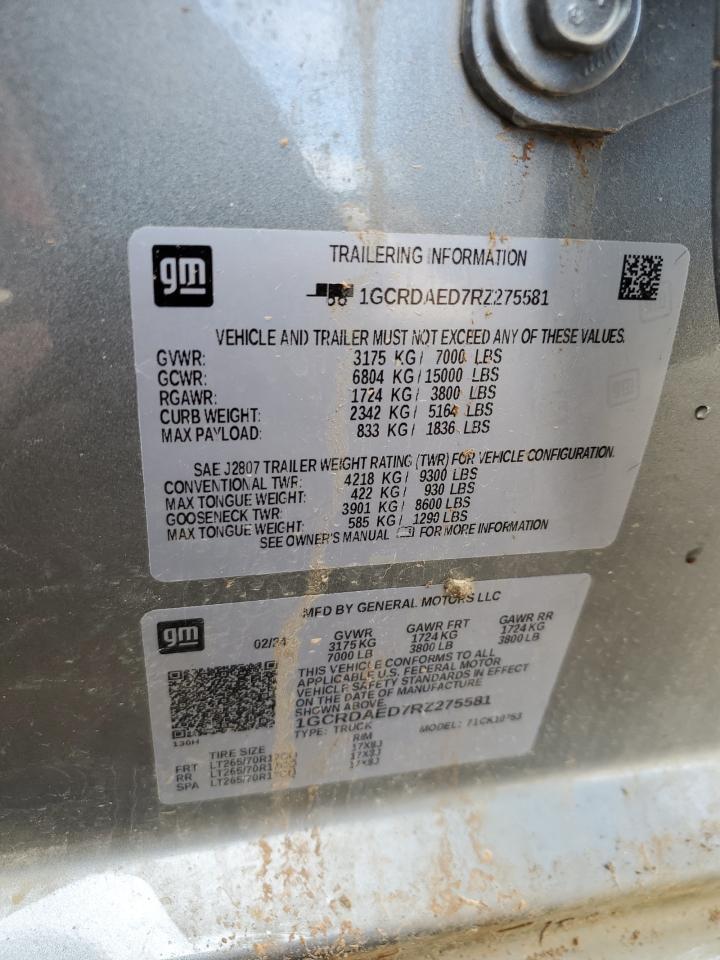 gm
TRAILERING INFORMATION
1GCRDAED7RZ275581
VEHICLE AND TRAILER MUST NOT EXCEED ANY OF THESE VALUES.
GVWR: 3175 KG / 7000 LBS
GCWR: 6804 KG / 15000 LBS
RGAWR: 1724 KG / 3800 LBS
CURB WEIGHT: 2342 KG / 5164 LBS
MAX PAYLOAD: 833 KG / 1836 LBS
SAE J2807 TRAILER WEIGHT RATING (TWR) FOR VEHICLE CONFIGURATION.
CONVENTIONAL TWR: 4218 KG / 9300 LBS
MAX TONGUE WEIGHT: 422 KG / 930 LBS
GOOSENECK TWR: 3901 KG / 8600 LBS
MAX TONGUE WEIGHT: 585 KG / 1290 LBS
SEE OWNER'S MANUAL FOR MORE INFORMATION
gm
MFD BY GENERAL MOTORS LLC
02/24
GVWR GAWR FRT GAWR RR
3175 KG 1724 KG 1724 KG
7000 LB 3800 LB 3800 LB
THIS VEHICLE CONFORMS TO ALL
APPLICABLE U.S. FEDERAL MOTOR
VEHICLE SAFETY STANDARDS IN EFFECT
ON THE DATE OF MANUFACTURE
SHOWN ABOVE.
1GCRDAED7RZ275581
TYPE: TRUCK MODEL:
130H
TIRE SIZE RIM
FRT 17X8J
RR 17X8J
SPA 17X8J